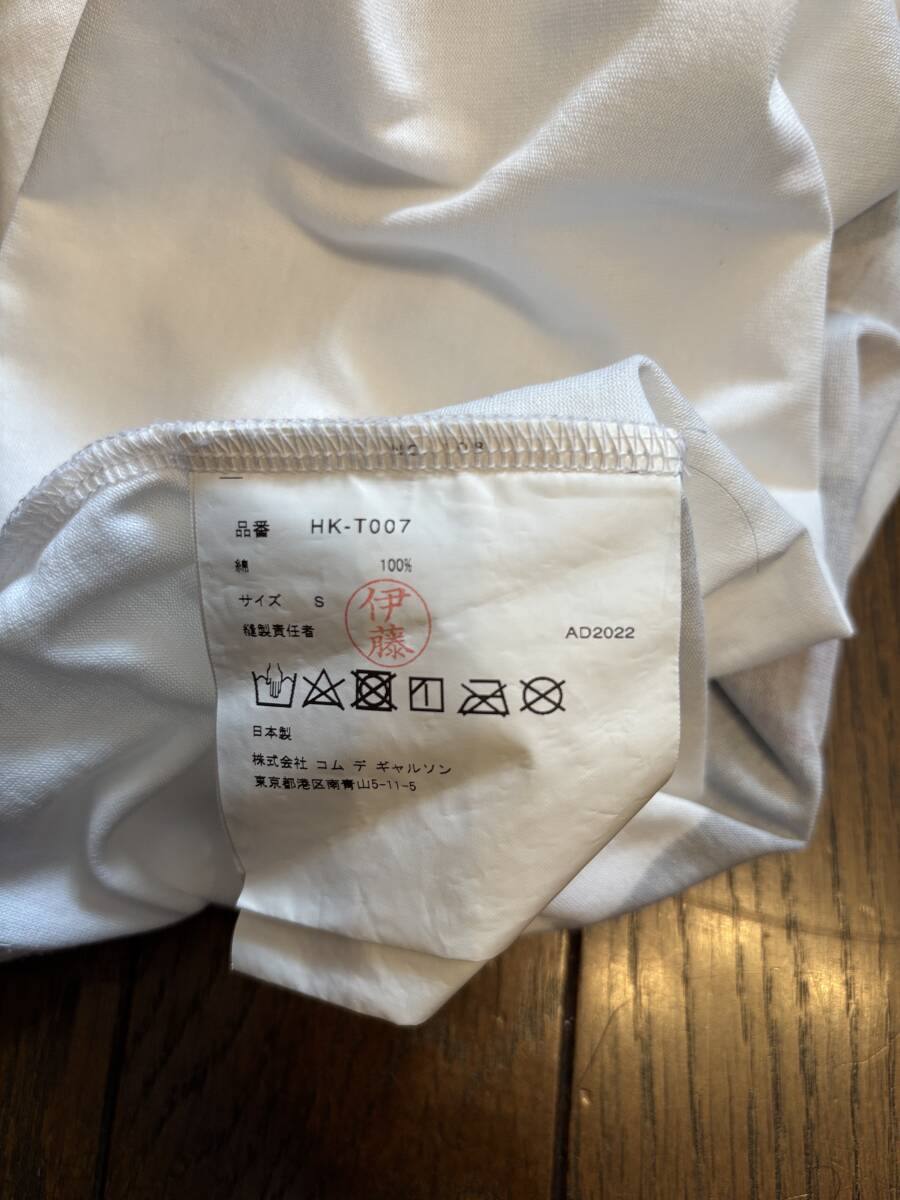 品番 HK-T007
綿 100%
サイズ S
伊藤
縫製責任者 AD2022
日本製
株式会社 コム デ ギャルソン
東京都港区南青山5-11-5